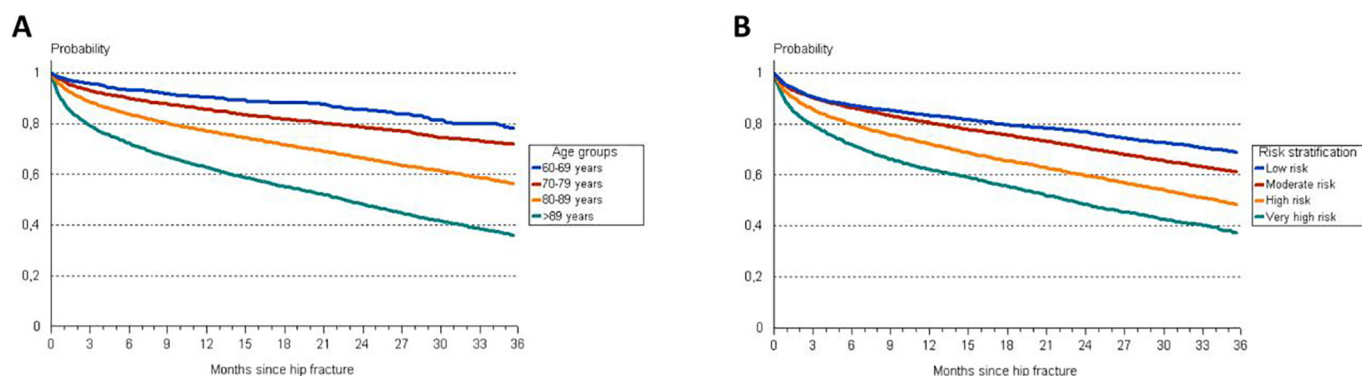 A
Probability
1
0,8
0,6
0,4
0,2
0
0 3 6 9 12 15 18 21 24 27 30 33 36
Months since hip fracture
Age groups
60-69 years
70-79 years
80-89 years
>89 years
B
Probability
1
0,8
0,6
0,4
0,2
0
0 3 6 9 12 15 18 21 24 27 30 33 36
Months since hip fracture
Risk stratification
Low risk
Moderate risk
High risk
Very high risk